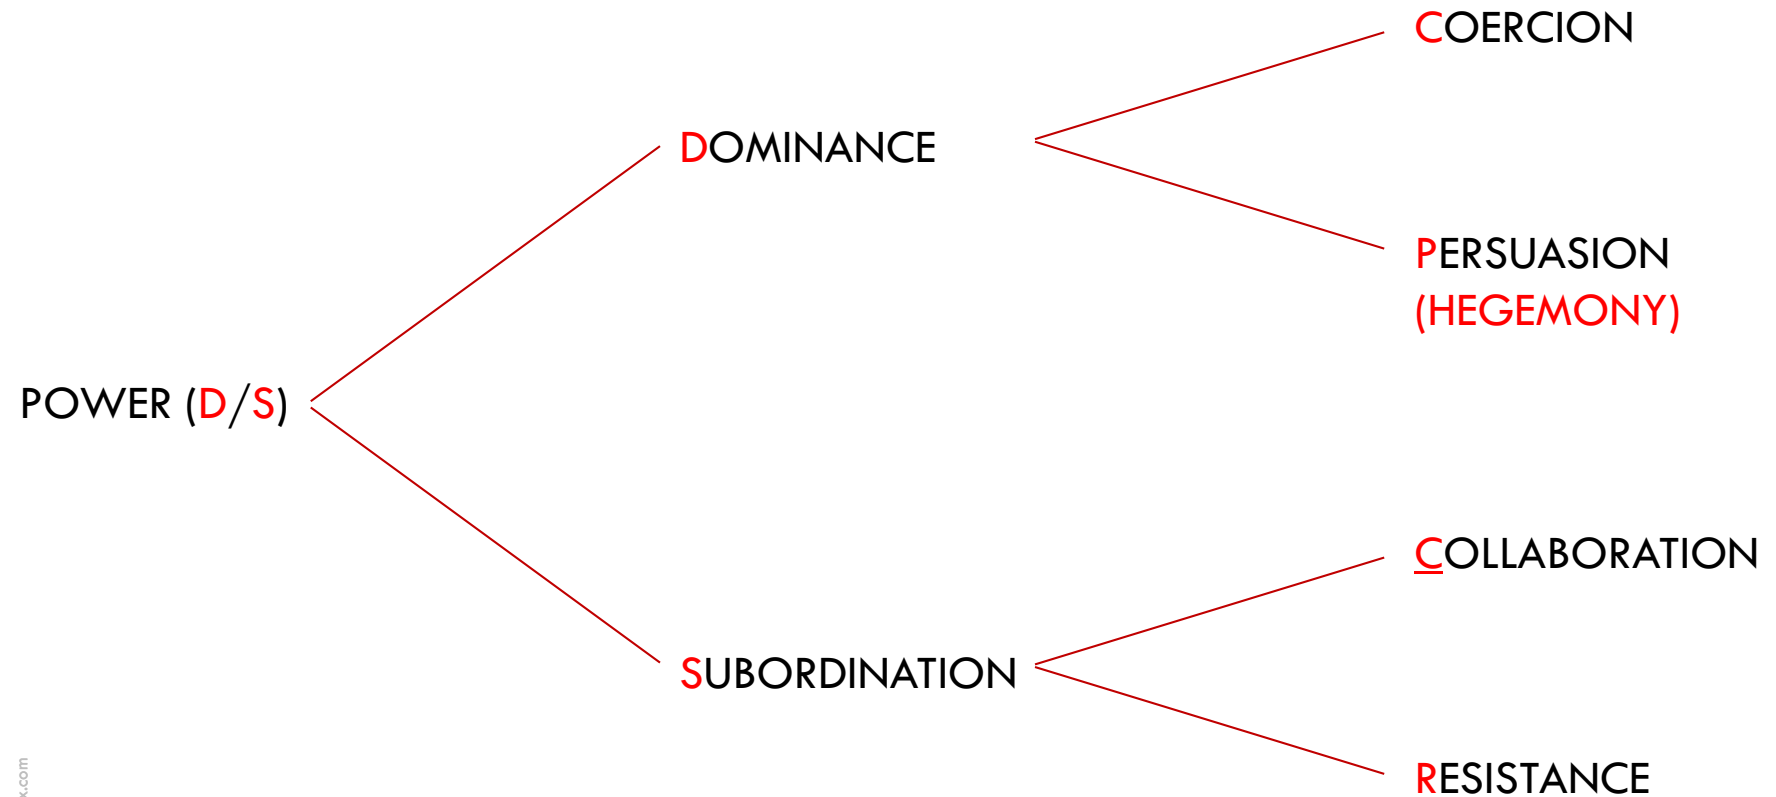 COERCION
DOMINANCE
PERSUASION
(HEGEMONY)
POWER (D/S)
COLLABORATION
SUBORDINATION
RESISTANCE